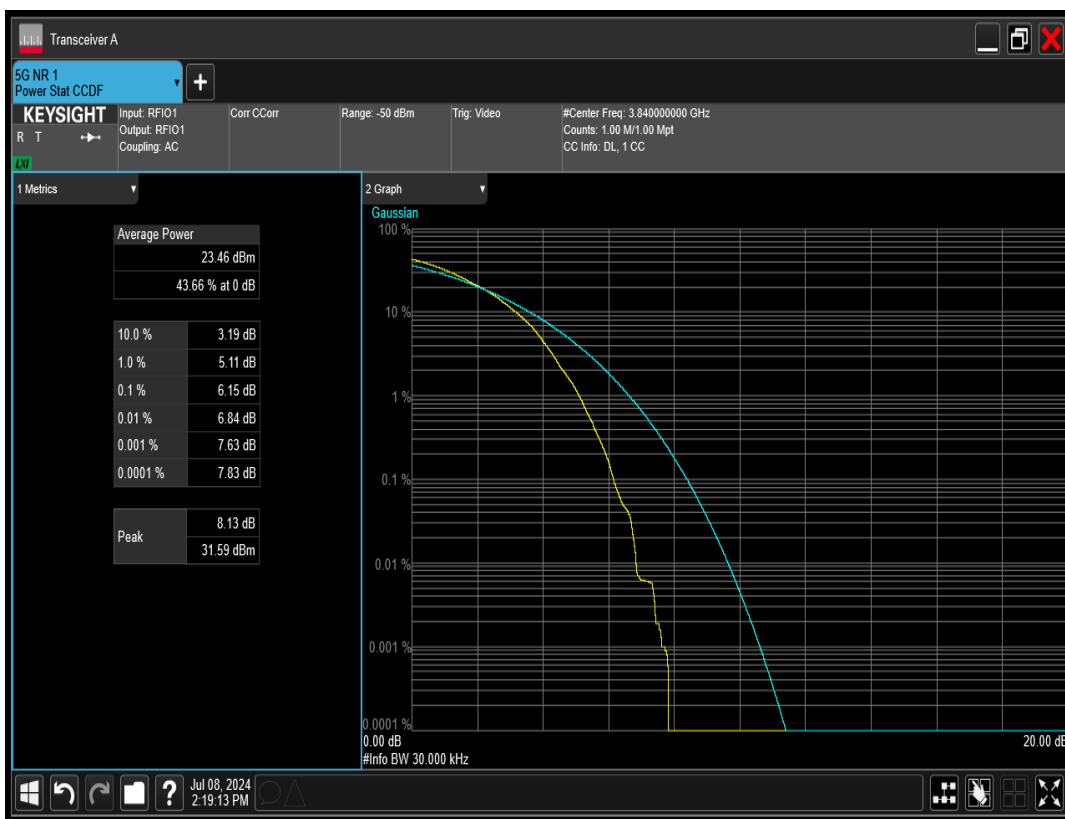 Transceiver A
5G NR 1
Power Stat CCDF
+
KEYSIGHT
R T
LXI
Input: RFIO1
Output: RFIO1
Coupling: AC
Corr CCorr
Range: -50 dBm
Trig: Video
#Center Freq: 3.840000000 GHz
Counts: 1.00 M/1.00 Mpt
CC Info: DL, 1 CC
1 Metrics
Average Power
23.46 dBm
43.66 % at 0 dB
10.0 % 3.19 dB
1.0 % 5.11 dB
0.1 % 6.15 dB
0.01 % 6.84 dB
0.001 % 7.63 dB
0.0001 % 7.83 dB
Peak 8.13 dB
31.59 dBm
2 Graph
Gaussian
100 %
10 %
1 %
0.1 %
0.01 %
0.001 %
0.0001 %
0.00 dB 20.00 dB
#Info BW 30.000 kHz
?
Jul 08, 2024
2:19:13 PM